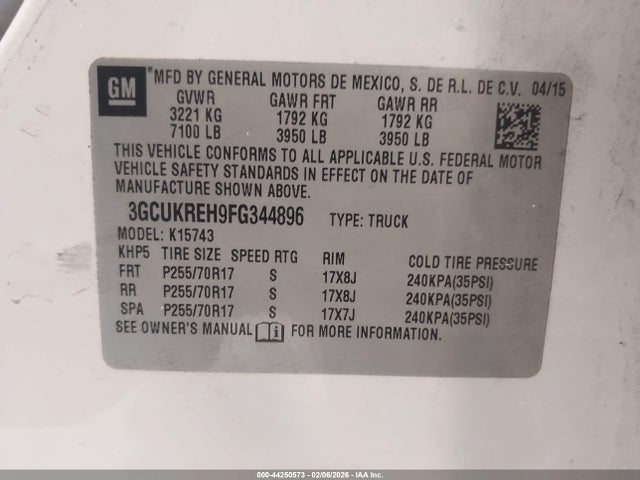 GM *MFD BY GENERAL MOTORS DE MEXICO, S. DE R.L. DE C.V. 04/15
GVWR GAWR FRT GAWR RR
3221 KG 1792 KG 1792 KG
7100 LB 3950 LB 3950 LB
THIS VEHICLE CONFORMS TO ALL APPLICABLE U.S. FEDERAL MOTOR
VEHICLE SAFETY STANDARDS IN EFFECT ON THE DATE OF
MANUFACTURE SHOWN ABOVE.
3GCUKREH9FG344896 TYPE: TRUCK
MODEL: K15743
KHP5 TIRE SIZE SPEED RTG RIM COLD TIRE PRESSURE
FRT P255/70R17 S 17X8J 240KPA(35PSI)
RR P255/70R17 S 17X8J 240KPA(35PSI)
SPA P255/70R17 S 17X7J 240KPA(35PSI)
SEE OWNER'S MANUAL FOR MORE INFORMATION.
000-44250573 - 02/06/2026 - IAA Inc.